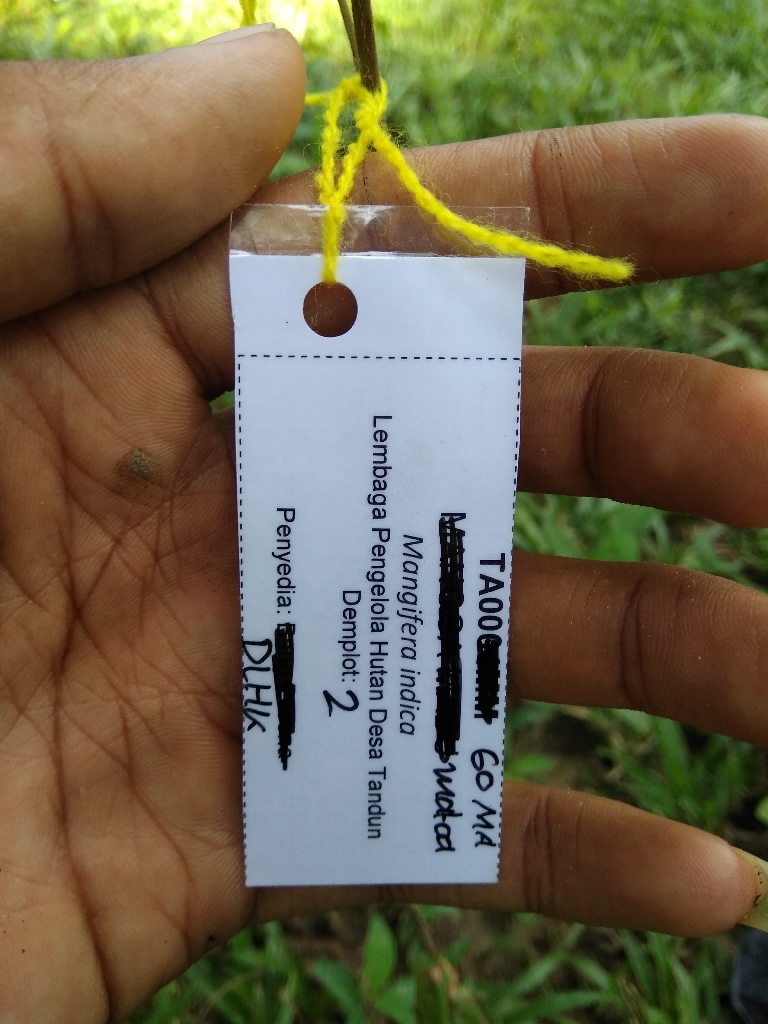 TA00 60 MA
Mangifera indica
Lembaga Pengelola Hutan Desa Tandun
Demplot: 2
Penyedia:
DLHK